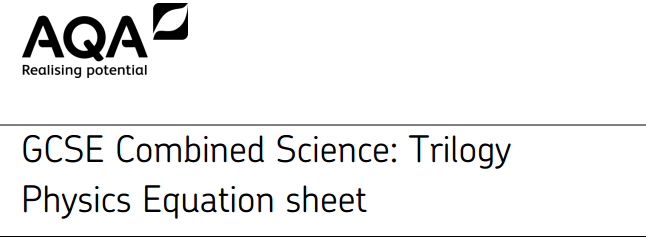 AQA
Realising potential
GCSE Combined Science: Trilogy
Physics Equation sheet